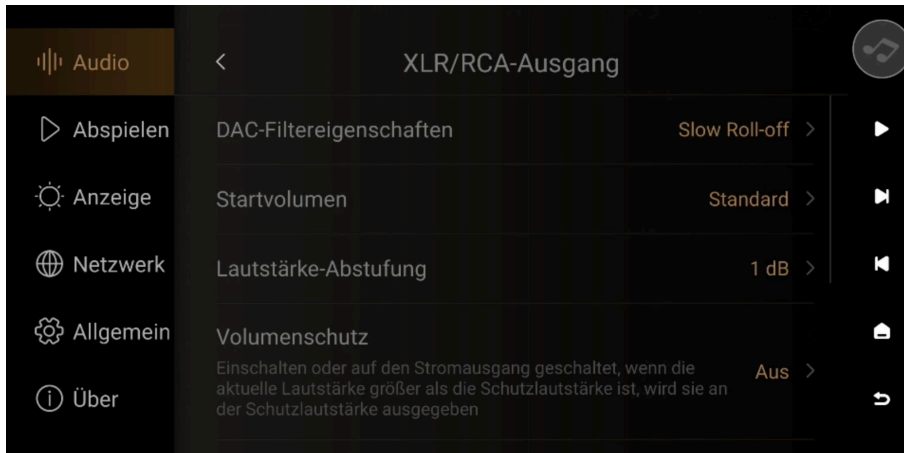 Audio
XLR/RCA-Ausgang
Abspielen
DAC-Filtereigenschaften
Slow Roll-off
Anzeige
Startvolumen
Standard
Netzwerk
Lautstärke-Abstufung
1 dB
Allgemein
Volumenschutz
Einschalten oder auf den Stromausgang geschaltet, wenn die
aktuelle Lautstärke größer als die Schutzlautstärke ist, wird sie an
der Schutzlautstärke ausgegeben
Aus
Über